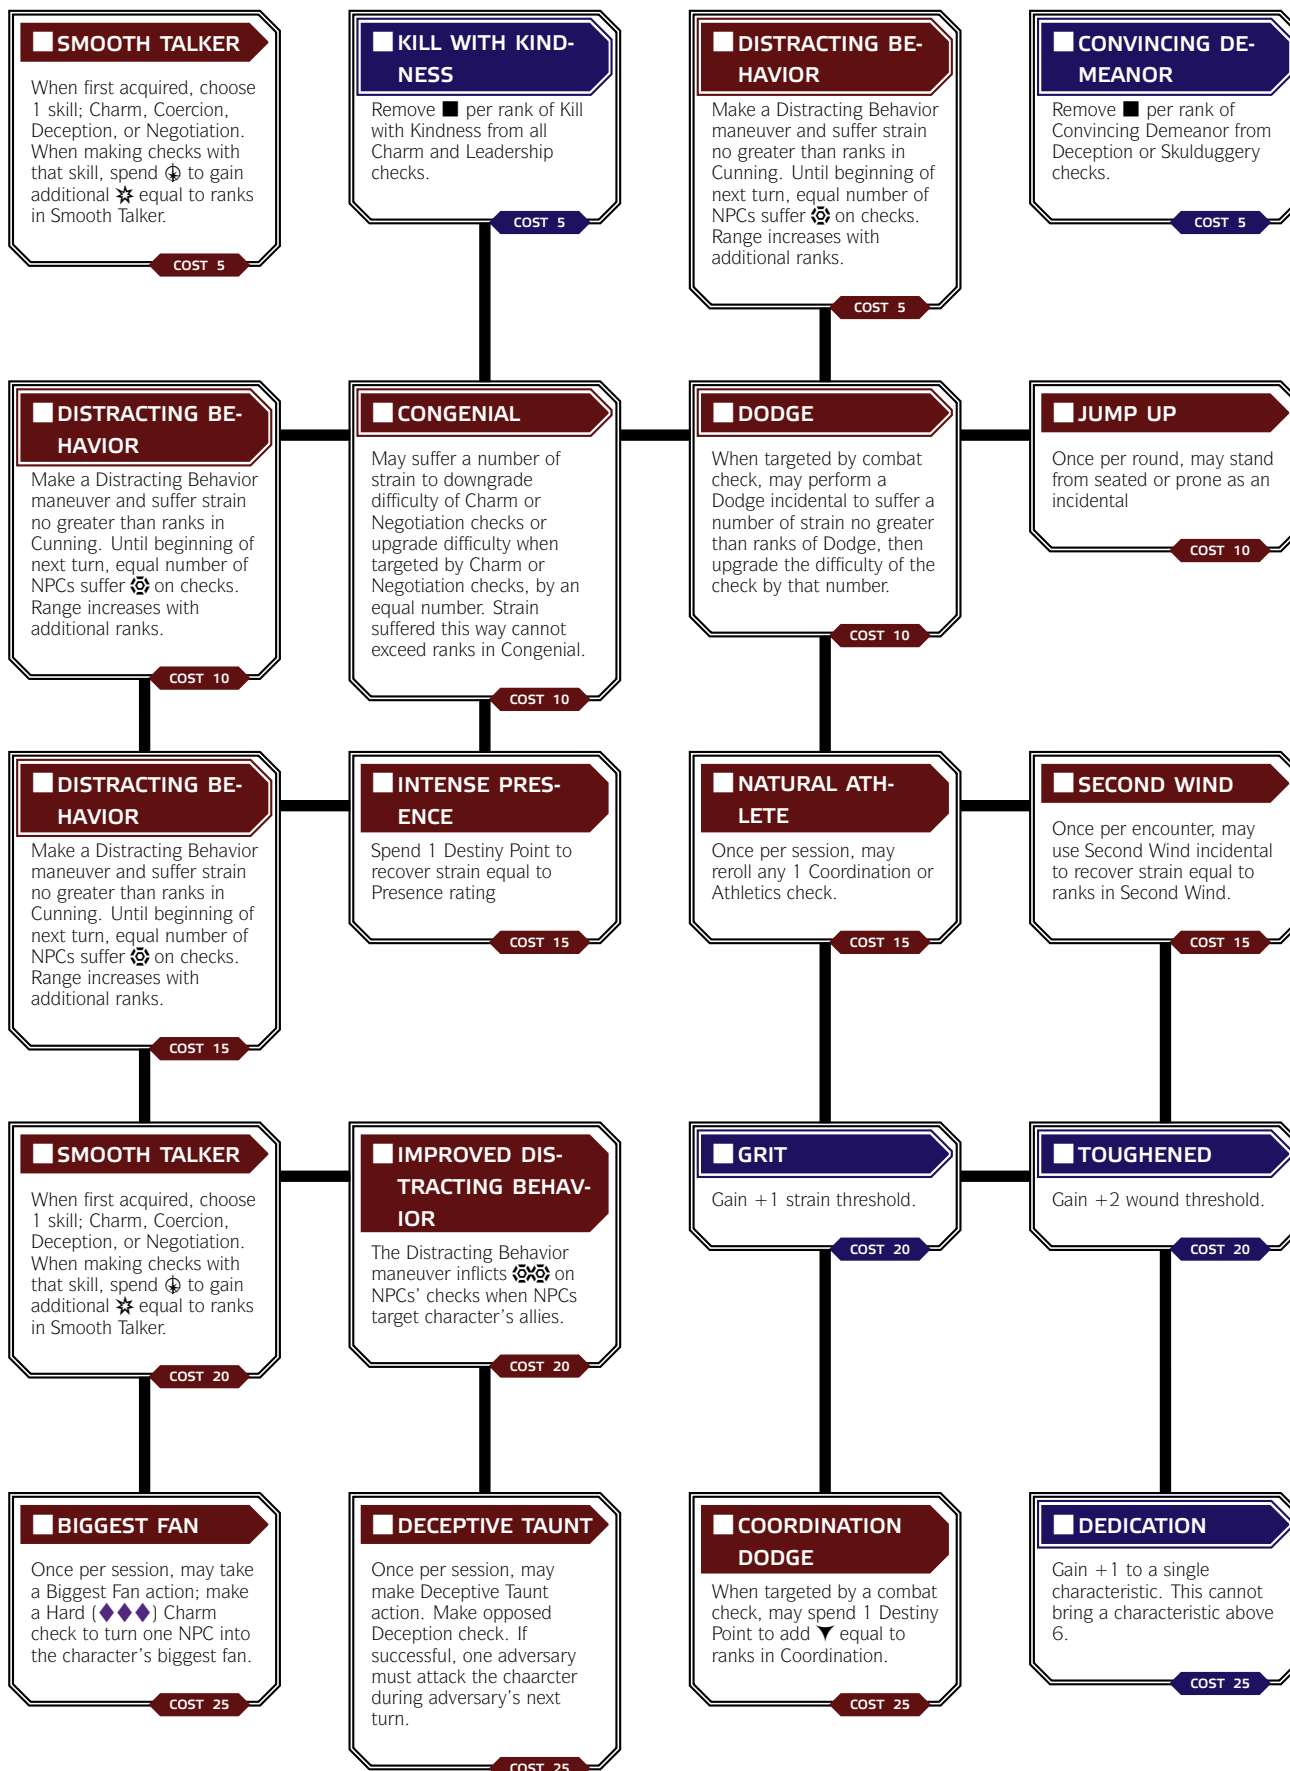 SMOOTH TALKER
When first acquired, choose
1 skill; Charm, Coercion,
Deception, or Negotiation.
When making checks with
that skill, spend to gain
additional equal to ranks
in Smooth Talker.
COST 5
KILL WITH KIND-
NESS
Remove ■ per rank of Kill
with Kindness from all
Charm and Leadership
checks.
COST 5
DISTRACTING BE-
HAVIOR
Make a Distracting Behavior
maneuver and suffer strain
no greater than ranks in
Cunning. Until beginning of
next turn, equal number of
NPCs suffer on checks.
Range increases with
additional ranks.
COST 5
CONVINCING DE-
MEANOR
Remove ■ per rank of
Convincing Demeanor from
Deception or Skulduggery
checks.
COST 5
DISTRACTING BE-
HAVIOR
Make a Distracting Behavior
maneuver and suffer strain
no greater than ranks in
Cunning. Until beginning of
next turn, equal number of
NPCs suffer on checks.
Range increases with
additional ranks.
COST 10
CONGENIAL
May suffer a number of
strain to downgrade
difficulty of Charm or
Negotiation checks or
upgrade difficulty when
targeted by Charm or
Negotiation checks, by an
equal number. Strain
suffered this way cannot
exceed ranks in Congenial.
COST 10
DODGE
When targeted by combat
check, may perform a
Dodge incidental to suffer a
number of strain no greater
than ranks of Dodge, then
upgrade the difficulty of the
check by that number.
COST 10
JUMP UP
Once per round, may stand
from seated or prone as an
incidental
COST 10
DISTRACTING BE-
HAVIOR
Make a Distracting Behavior
maneuver and suffer strain
no greater than ranks in
Cunning. Until beginning of
next turn, equal number of
NPCs suffer on checks.
Range increases with
additional ranks.
COST 15
INTENSE PRES-
ENCE
Spend 1 Destiny Point to
recover strain equal to
Presence rating
COST 15
NATURAL ATH-
LETE
Once per session, may
reroll any 1 Coordination or
Athletics check.
COST 15
SECOND WIND
Once per encounter, may
use Second Wind incidental
to recover strain equal to
ranks in Second Wind.
COST 15
SMOOTH TALKER
When first acquired, choose
1 skill; Charm, Coercion,
Deception, or Negotiation.
When making checks with
that skill, spend to gain
additional equal to ranks
in Smooth Talker.
COST 20
IMPROVED DIS-
TRACTING BEHAV-
IOR
The Distracting Behavior
maneuver inflicts on
NPCs' checks when NPCs
target character's allies.
COST 20
GRIT
Gain +1 strain threshold.
COST 20
TOUGHENED
Gain +2 wound threshold.
COST 20
BIGGEST FAN
Once per session, may take
a Biggest Fan action; make
a Hard (♦♦♦) Charm
check to turn one NPC into
the character's biggest fan.
COST 25
DECEPTIVE TAUNT
Once per session, may
make Deceptive Taunt
action. Make opposed
Deception check. If
successful, one adversary
must attack the chaarcter
during adversary's next
turn.
COST 25
COORDINATION
DODGE
When targeted by a combat
check, may spend 1 Destiny
Point to add equal to
ranks in Coordination.
COST 25
DEDICATION
Gain +1 to a single
characteristic. This cannot
bring a characteristic above
6.
COST 25